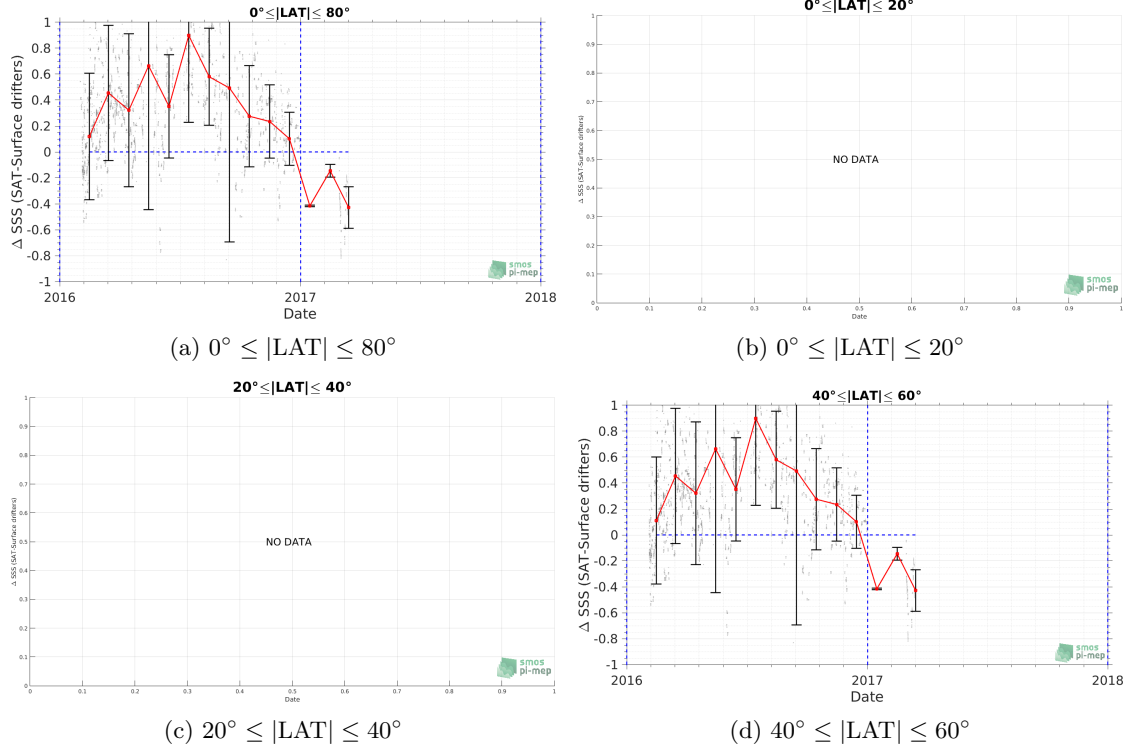 0°≤|LAT|≤ 80°
1
0.8
0.6
0.4
0.2
0
-0.2
-0.4
-0.6
-0.8
-1
Δ SSS (SAT-Surface drifters)
2016
2017
2018
Date
smos
pi-mep
(a) 0° ≤ |LAT| ≤ 80°
0°≤|LAT|≤ 20°
1
0.9
0.8
0.7
0.6
0.5
0.4
0.3
0.2
0.1
0
Δ SSS (SAT-Surface drifters)
NO DATA
0
0.1
0.2
0.3
0.4
0.5
0.6
0.7
0.8
0.9
1
Date
smos
pi-mep
(b) 0° ≤ |LAT| ≤ 20°
20°≤|LAT|≤ 40°
1
0.9
0.8
0.7
0.6
0.5
0.4
0.3
0.2
0.1
0
Δ SSS (SAT-Surface drifters)
NO DATA
0
0.1
0.2
0.3
0.4
0.5
0.6
0.7
0.8
0.9
1
Date
smos
pi-mep
(c) 20° ≤ |LAT| ≤ 40°
40°≤|LAT|≤ 60°
1
0.8
0.6
0.4
0.2
0
-0.2
-0.4
-0.6
-0.8
-1
Δ SSS (SAT-Surface drifters)
2016
2017
2018
Date
smos
pi-mep
(d) 40° ≤ |LAT| ≤ 60°